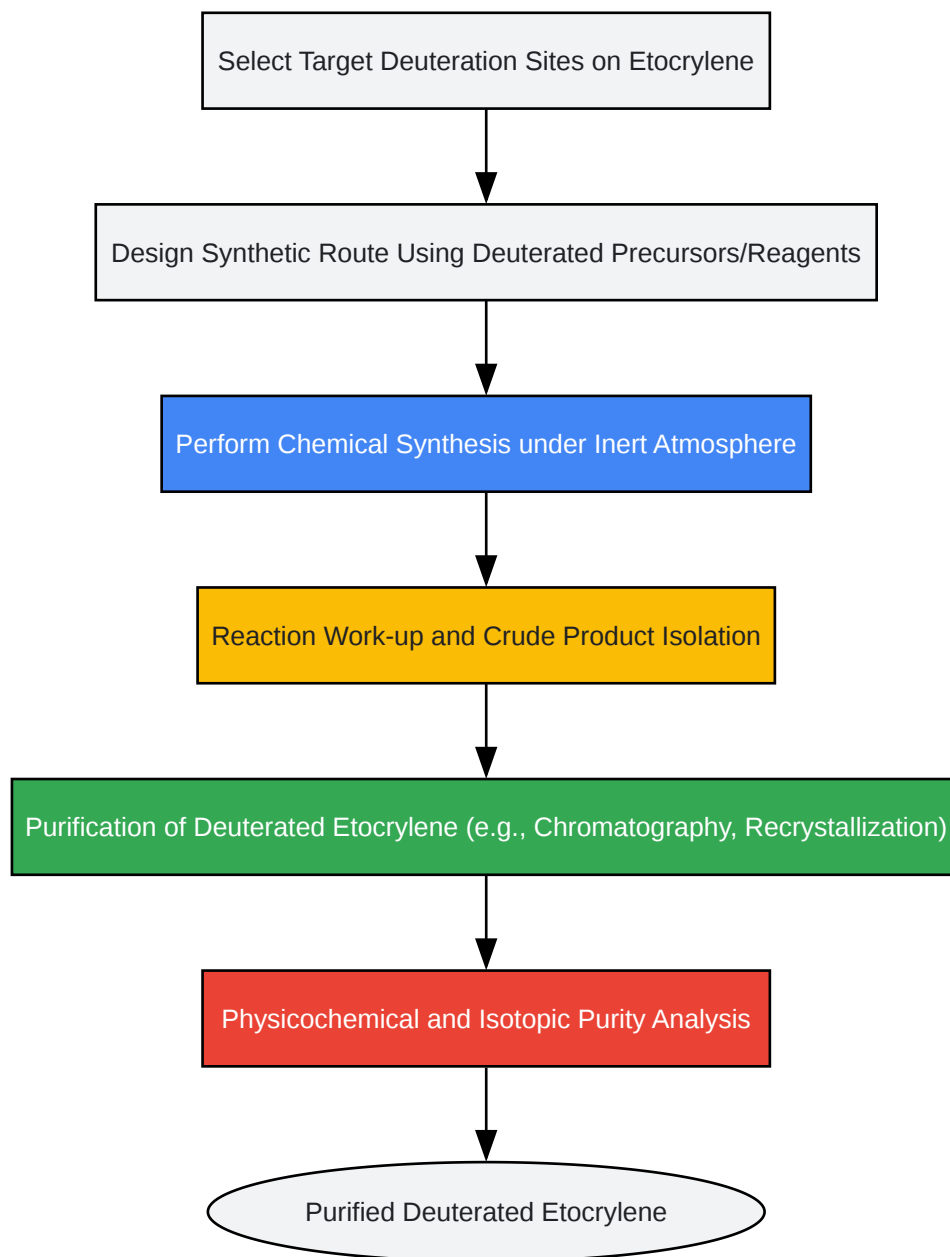 Select Target Deuteration Sites on Etocrylene
Design Synthetic Route Using Deuterated Precursors/Reagents
Perform Chemical Synthesis under Inert Atmosphere
Reaction Work-up and Crude Product Isolation
Purification of Deuterated Etocrylene (e.g., Chromatography, Recrystallization)
Physicochemical and Isotopic Purity Analysis
Purified Deuterated Etocrylene